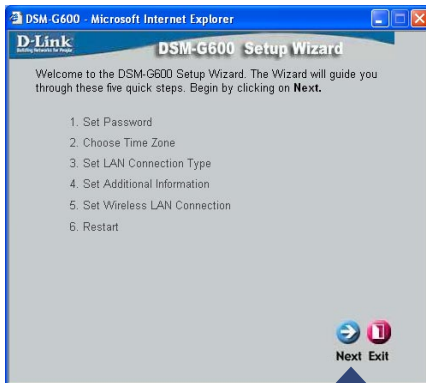 DSM-G600 - Microsoft Internet Explorer
D-Link
Building Networks for People
DSM-G600 Setup Wizard
Welcome to the DSM-G600 Setup Wizard. The Wizard will guide you
through these five quick steps. Begin by clicking on Next.
1. Set Password
2. Choose Time Zone
3. Set LAN Connection Type
4. Set Additional Information
5. Set Wireless LAN Connection
6. Restart
Next Exit